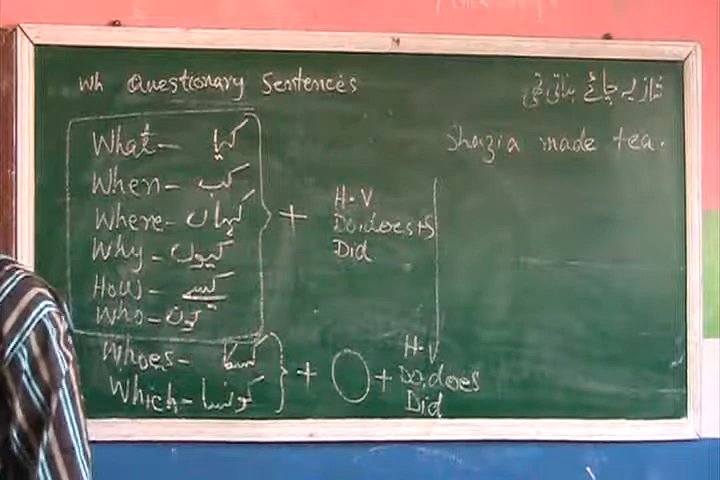 Wh Questionary Sentences
What - کیا
When - کب
Where - کہاں
Why - کیوں
How - کیسے
Who - کون
Whoes - کسکا
Which - کونسا
+
H.V
Do, does + S
Did
+ +
H.V
Do, does
Did
شازیہ چائے بناتی تھی
Shazia made tea.